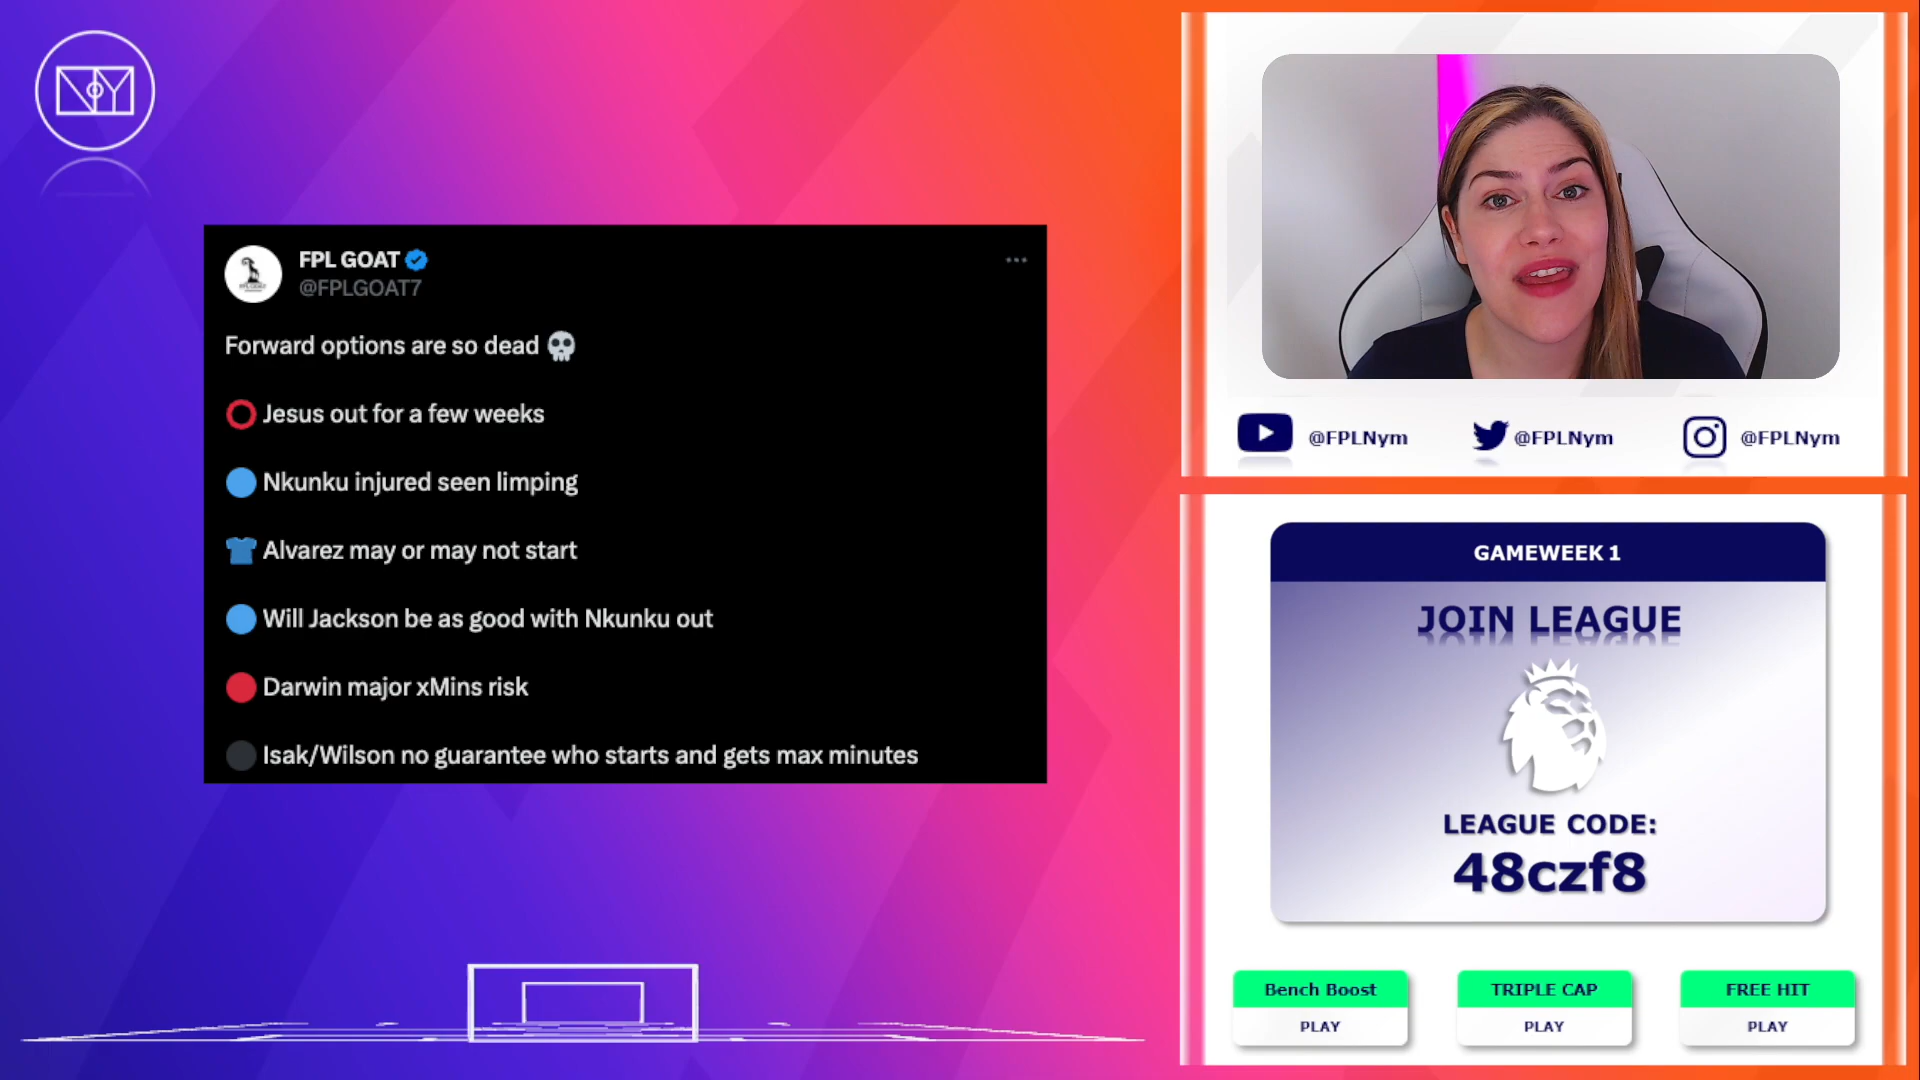 NY
FPL GOAT
@FPLGOAT7
Forward options are so dead 💀
Jesus out for a few weeks
Nkunku injured seen limping
Alvarez may or may not start
Will Jackson be as good with Nkunku out
Darwin major xMins risk
Isak/Wilson no guarantee who starts and gets max minutes
@FPLNym
@FPLNym
@FPLNym
GAMEWEEK 1
JOIN LEAGUE
LEAGUE CODE:
48czf8
Bench Boost
PLAY
TRIPLE CAP
PLAY
FREE HIT
PLAY